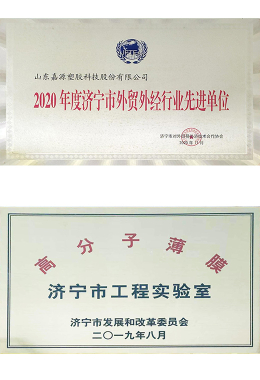 山东嘉源塑胶科技股份有限公司
2020年度济宁市外贸外经行业先进单位
高分子薄膜
济宁市工程实验室
济宁市发展和改革委员会
二〇一九年八月